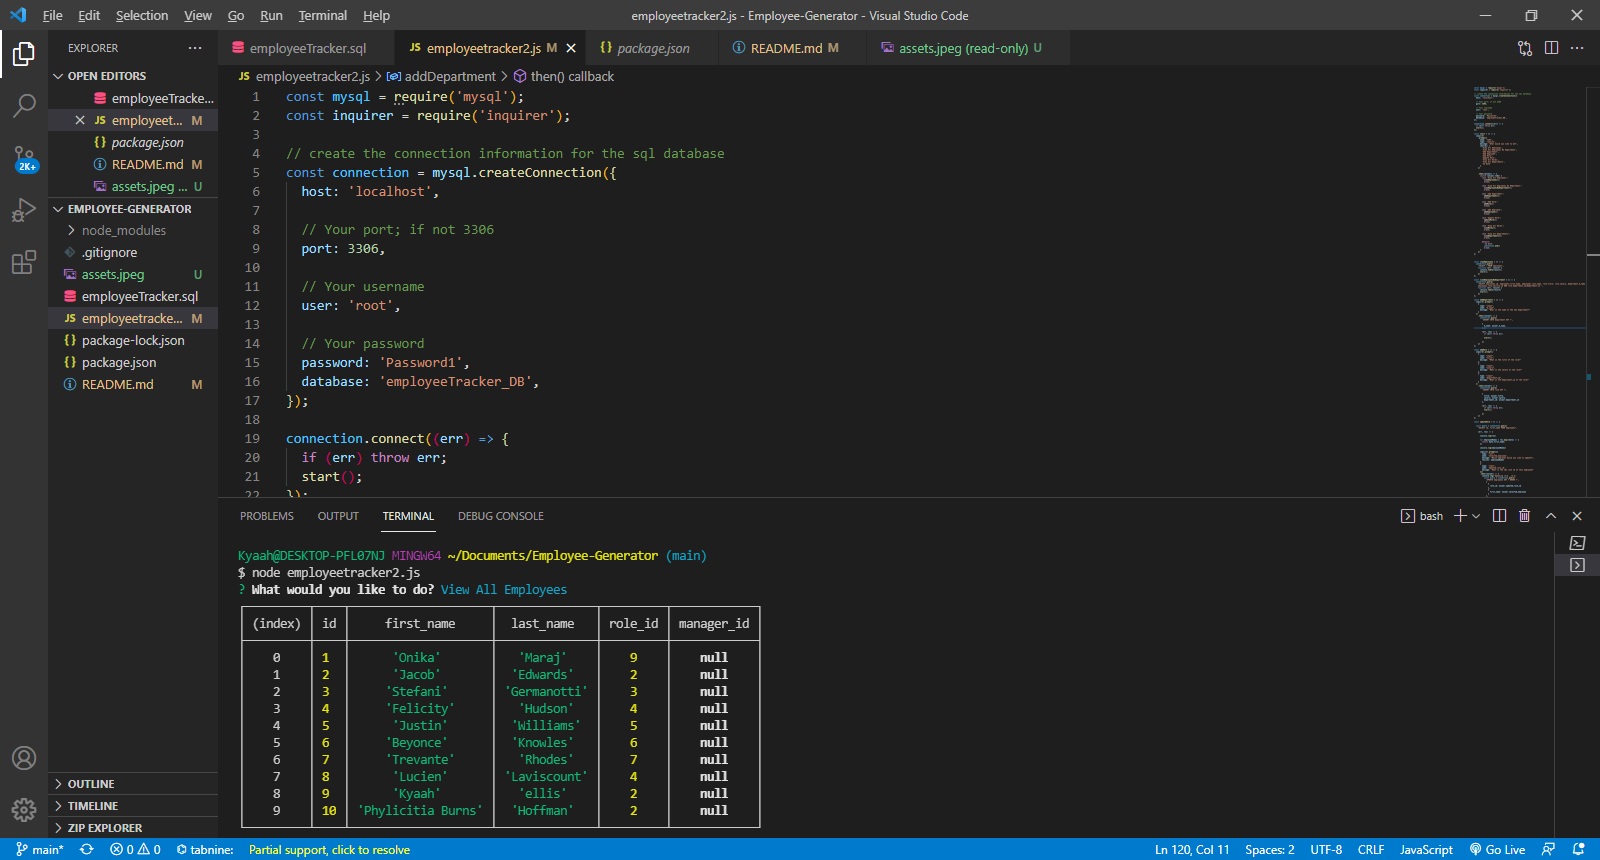 File Edit Selection View Go Run Terminal Help
employeetracker2.js - Employee-Generator - Visual Studio Code
EXPLORER
employeeTracker.sql
JS employeetracker2.js M
{} package.json
README.md M
assets.jpeg (read-only) U
OPEN EDITORS
employeeTracke...
JS employeet... M
{} package.json
README.md M
assets.jpeg ... U
2K+
EMPLOYEE-GENERATOR
node_modules
.gitignore
assets.jpeg U
employeeTracker.sql
JS employeetracke... M
{} package-lock.json
{} package.json
README.md M
OUTLINE
TIMELINE
ZIP EXPLORER
JS employeetracker2.js > addDepartment > then() callback
1 const mysql = require('mysql');
2 const inquirer = require('inquirer');
3
4 // create the connection information for the sql database
5 const connection = mysql.createConnection({
6 host: 'localhost',
7
8 // Your port; if not 3306
9 port: 3306,
10
11 // Your username
12 user: 'root',
13
14 // Your password
15 password: 'Password1',
16 database: 'employeeTracker_DB',
17 });
18
19 connection.connect((err) => {
20 if (err) throw err;
21 start();
22 });
PROBLEMS OUTPUT TERMINAL DEBUG CONSOLE
bash
Kyaah@DESKTOP-PFL07NJ MINGW64 ~/Documents/Employee-Generator (main)
$ node employeetracker2.js
? What would you like to do? View All Employees
(index) id first_name last_name role_id manager_id
0 1 'Onika' 'Maraj' 9 null
1 2 'Jacob' 'Edwards' 2 null
2 3 'Stefani' 'Germanotti' 3 null
3 4 'Felicity' 'Hudson' 4 null
4 5 'Justin' 'Williams' 5 null
5 6 'Beyonce' 'Knowles' 6 null
6 7 'Trevante' 'Rhodes' 7 null
7 8 'Lucien' 'Laviscount' 4 null
8 9 'Kyaah' 'ellis' 2 null
9 10 'Phylicitia Burns' 'Hoffman' 2 null
main* 0 0 tabnine: Partial support, click to resolve
Ln 120, Col 11 Spaces: 2 UTF-8 CRLF JavaScript Go Live